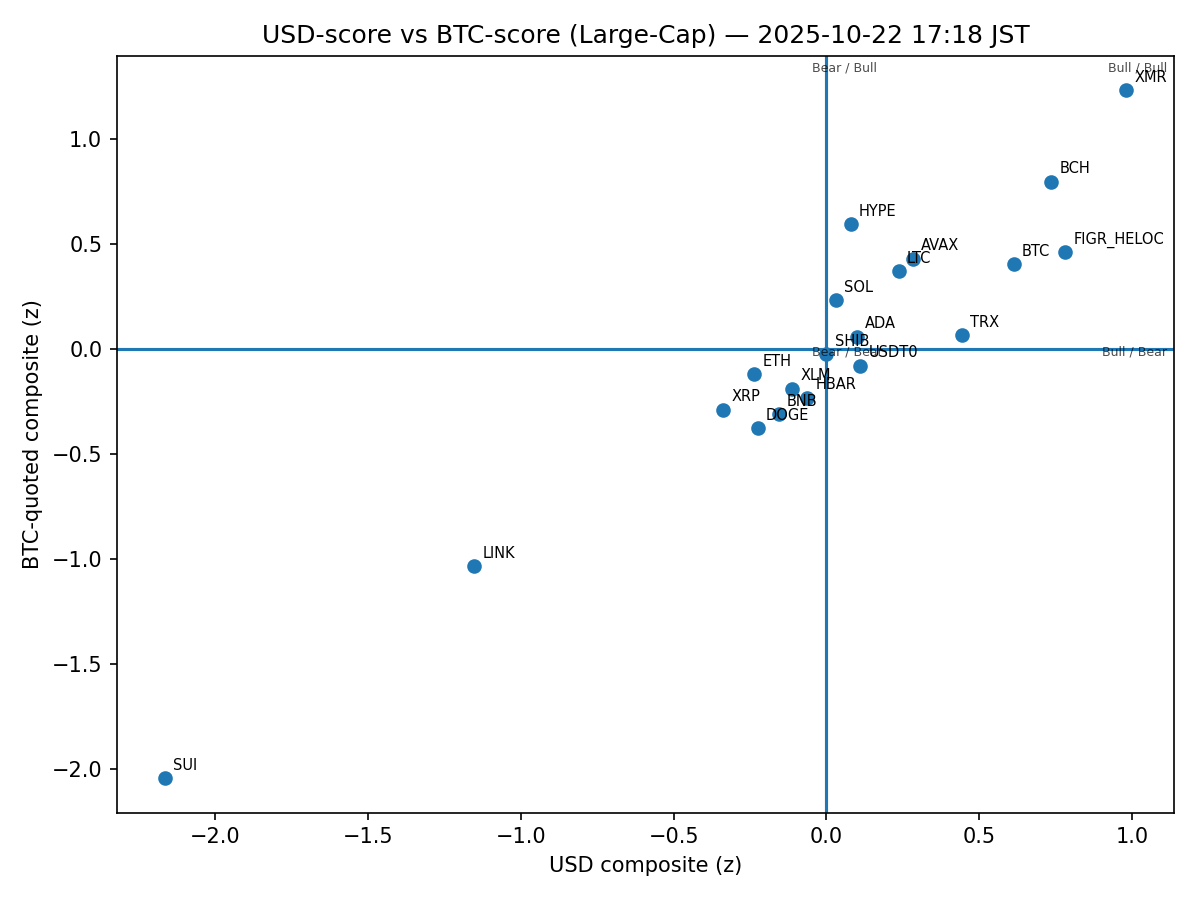 USD-score vs BTC-score (Large-Cap) — 2025-10-22 17:18 JST
Bear / Bull
Bull / Bull
XMR
1.0
BCH
HYPE
0.5
AVAX
FIGR_HELOC
LTC
BTC
SOL
ADA
TRX
SHIB
0.0
Bear / Bear
USDT0
Bull / Bear
ETH
XLM
HBAR
XRP
BNB
DOGE
−0.5
LINK
−1.0
−1.5
SUI
−2.0
BTC-quoted composite (z)
−2.0
−1.5
−1.0
−0.5
0.0
0.5
1.0
USD composite (z)